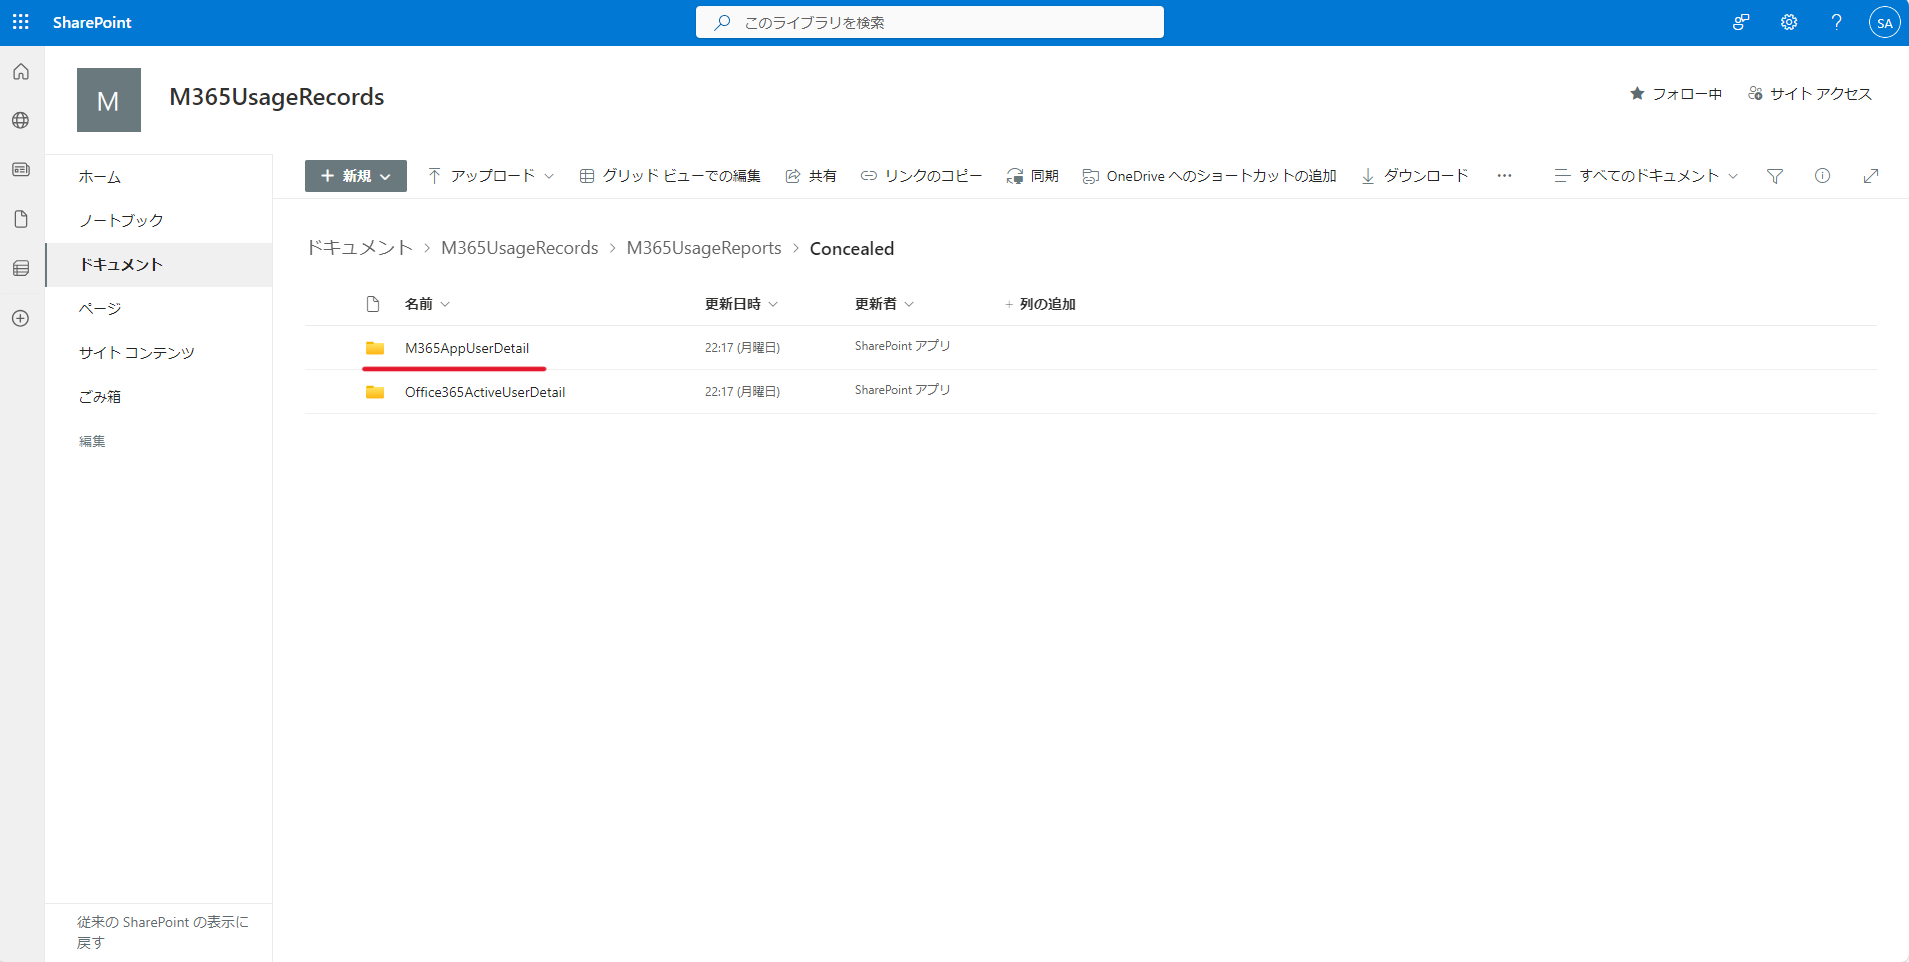 SharePoint
このライブラリを検索
SA
M
M365UsageRecords
フォロー中
サイト アクセス
ホーム
ノートブック
ドキュメント
ページ
サイト コンテンツ
ごみ箱
編集
従来の SharePoint の表示に
戻す
+ 新規
アップロード
グリッド ビューでの編集
共有
リンクのコピー
同期
OneDrive へのショートカットの追加
ダウンロード
···
すべてのドキュメント
ドキュメント > M365UsageRecords > M365UsageReports > Concealed
名前 更新日時 更新者 + 列の追加
M365AppUserDetail 22:17 (月曜日) SharePoint アプリ
Office365ActiveUserDetail 22:17 (月曜日) SharePoint アプリ